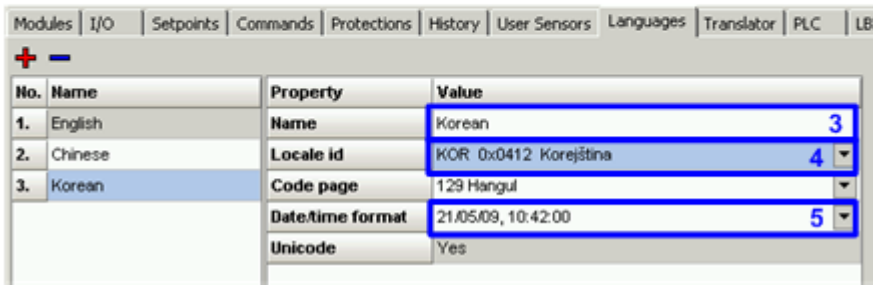 Modules I/O Setpoints Commands Protections History User Sensors Languages Translator PLC LB
No. Name Property Value
1. English Name Korean 3
2. Chinese Locale id KOR 0x0412 Korejština 4
3. Korean Code page 129 Hangul
Date/time format 21/05/09, 10:42:00 5
Unicode Yes